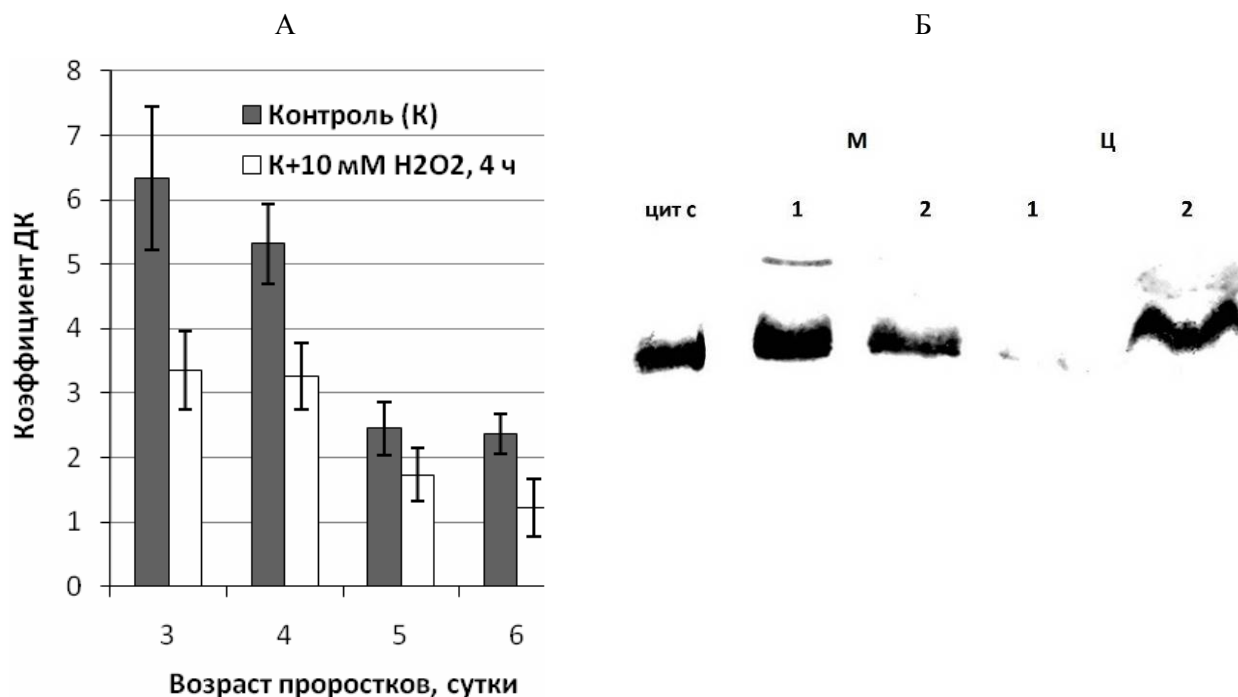 А
Б
8
7
6
5
4
3
2
1
0
Коэффициент ДК
Контроль (К)
К+10 мМ H2O2, 4 ч
3 4 5 6
Возраст проростков, сутки
М Ц
цит с 1 2 1 2